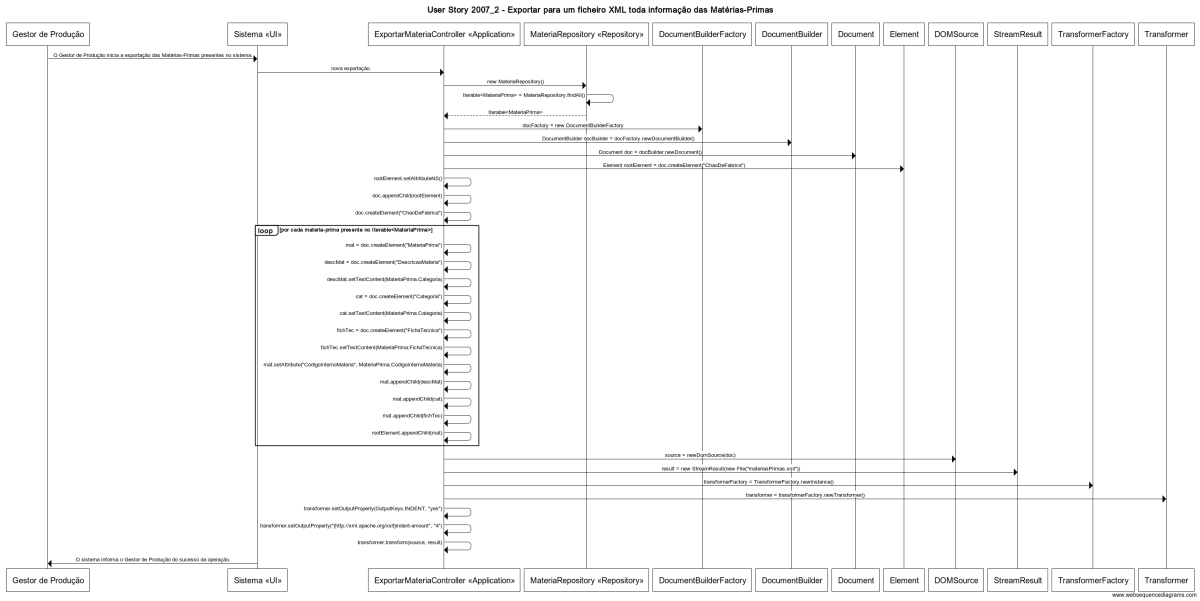 User Story 2007_2 - Exportar para um ficheiro XML toda informação das Matérias-Primas
Gestor de Produção
Sistema «UI»
ExportarMateriaController «Application»
MateriaRepository «Repository»
DocumentBuilderFactory
DocumentBuilder
Document
Element
DOMSource
StreamResult
TransformerFactory
Transformer
O Gestor de Produção inicia a exportação das Matérias-Primas presentes no sistema.
nova exportação.
new MateriaRepository()
Iterable<MateriaPrima> = MateriaRepository.findAll()
Iterable<MateriaPrima>
docFactory = new DocumentBuilderFactory
DocumentBuilder docBuilder = docFactory.newDocumentBuilder()
Document doc = docBuilder.newDocument()
Element rootElement = doc.createElement("ChaoDeFabrica")
rootElement.setAttributeNS()
doc.appendChild(rootElement)
doc.createElement("ChaoDeFabrica")
loop
[por cada materia-prima presente no Iterable<MateriaPrima>]
mat = doc.createElement("MateriaPrima")
descMat = doc.createElement("DescricaoMateria")
descMat.setTextContent(MateriaPrima.Categoria)
cat = doc.createElement("Categoria")
cat.setTextContent(MateriaPrima.Categoria)
fichTec = doc.createElement("FichaTecnica")
fichTec.setTextContent(MateriaPrima.FichaTecnica)
mat.setAttribute("CodigoInternoMateria", MateriaPrima.CodigoInternoMateria)
mat.appendChild(descMat)
mat.appendChild(cat)
mat.appendChild(fichTec)
rootElement.appendChild(mat)
source = newDomSource(doc)
result = new StreamResult(new File("materiasPrimas.xml"))
transformerFactory = TransformerFactory.newInstance()
transformer = transformerFactory.newTransformer()
transformer.setOutputProperty(OutputKeys.INDENT, "yes")
transformer.setOutputProperty("{http://xml.apache.org/xslt}indent-amount", "4")
transformer.transform(source, result)
O sistema informa o Gestor de Produção do sucesso da operação.
Gestor de Produção
Sistema «UI»
ExportarMateriaController «Application»
MateriaRepository «Repository»
DocumentBuilderFactory
DocumentBuilder
Document
Element
DOMSource
StreamResult
TransformerFactory
Transformer
www.websequencediagrams.com